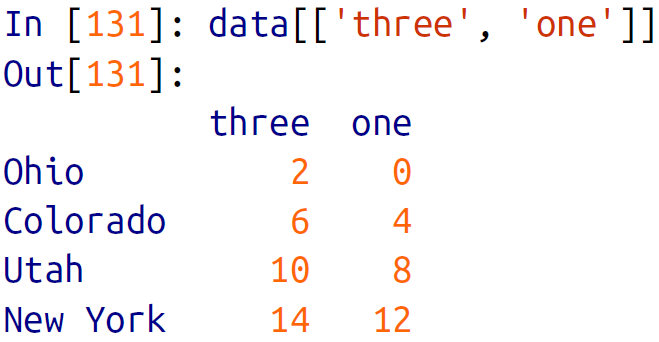 In [131]: data[['three', 'one']]
Out[131]:
          three  one
Ohio          2    0
Colorado      6    4
Utah         10    8
New York     14   12